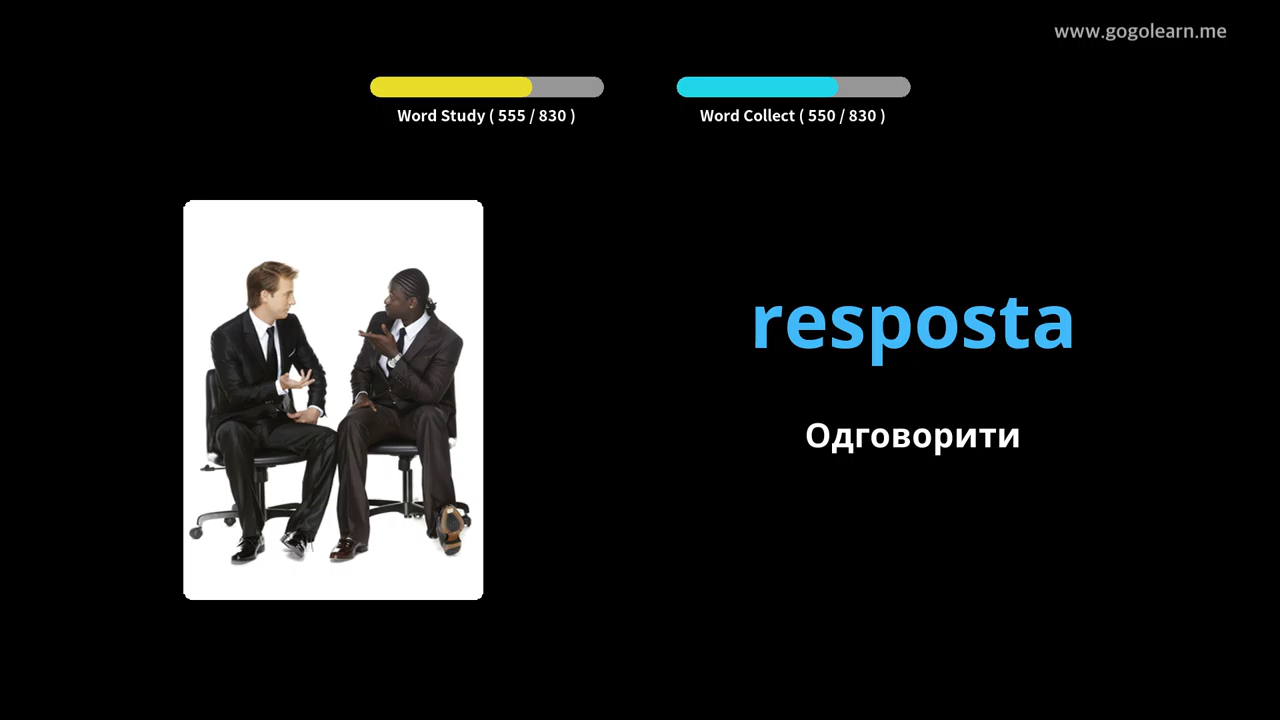 www.gogolearn.me
Word Study ( 555 / 830 )
Word Collect ( 550 / 830 )
resposta
Одговорити